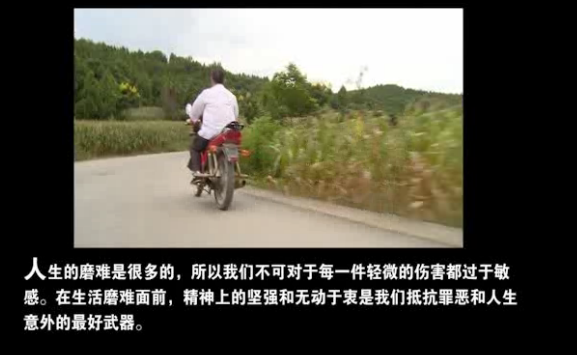 人生的磨难是很多的，所以我们不可对于每一件轻微的伤害都过于敏
感。在生活磨难面前，精神上的坚强和无动于衷是我们抵抗罪恶和人生
意外的最好武器。